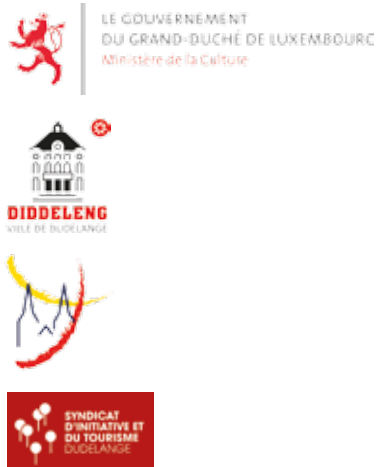 LE GOUVERNEMENT
DU GRAND-DUCHÉ DE LUXEMBOURG
Ministère de la Culture
DIDDELENG
VILLE DE DUDELANGE
SYNDICAT
D'INITIATIVE ET
DU TOURISME
DUDELANGE